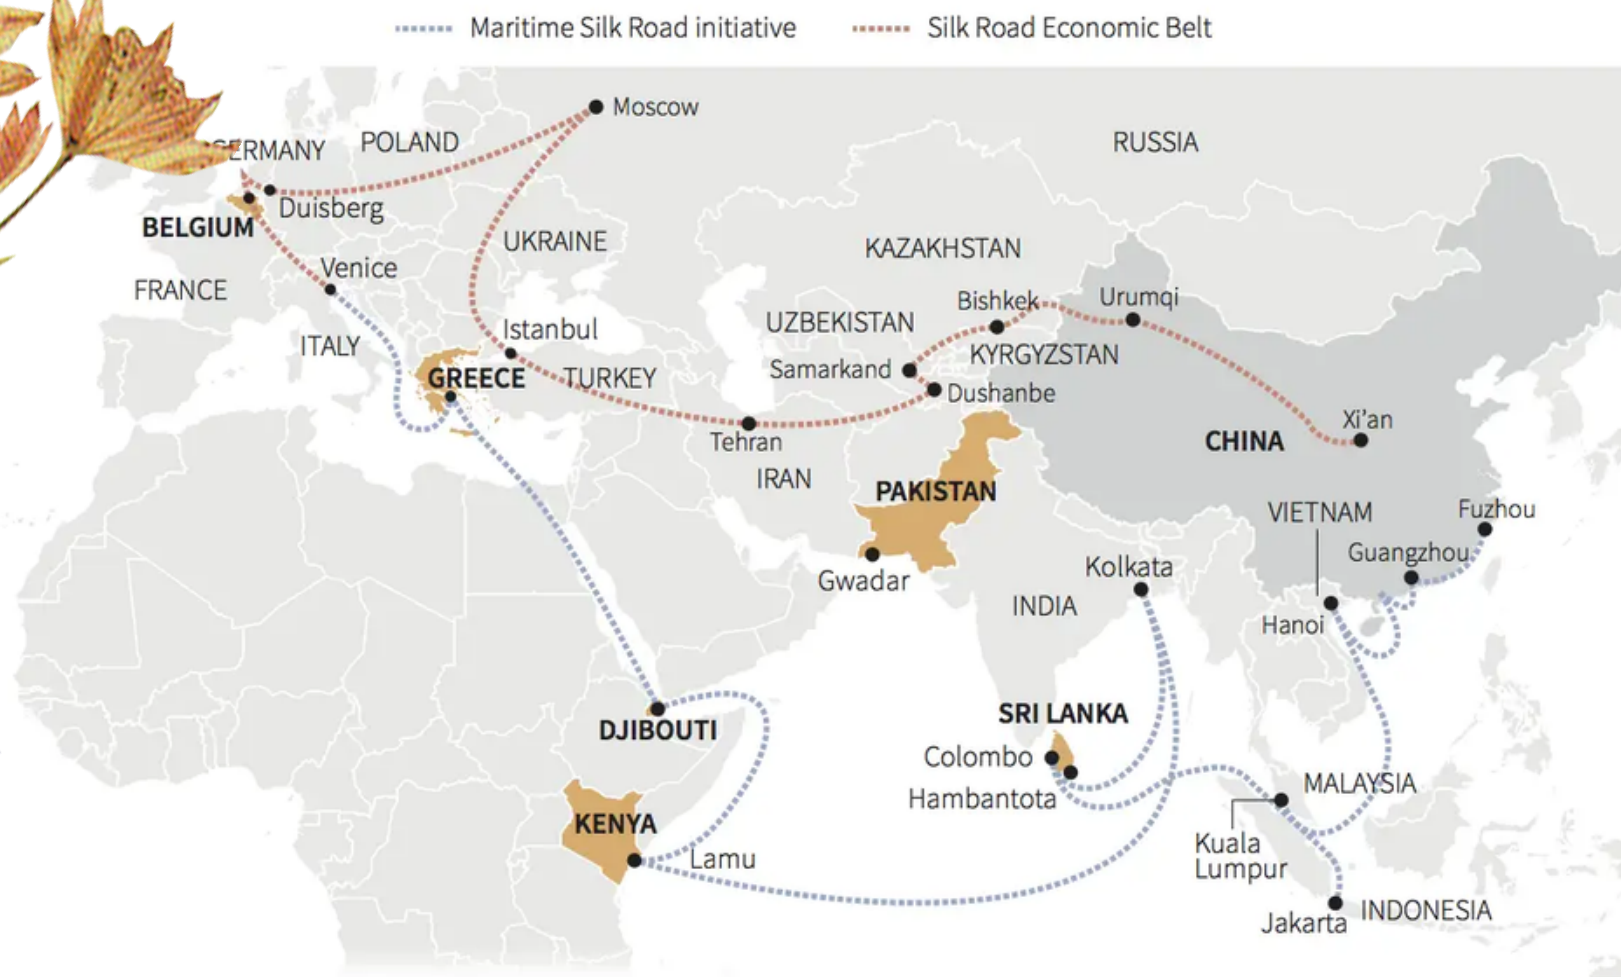 Maritime Silk Road initiative
Silk Road Economic Belt
Moscow
RUSSIA
POLAND
GERMANY
Duisberg
BELGIUM
UKRAINE
KAZAKHSTAN
Venice
FRANCE
Bishkek
Urumqi
UZBEKISTAN
Istanbul
ITALY
KYRGYZSTAN
Samarkand
GREECE
TURKEY
Dushanbe
Xi’an
Tehran
CHINA
IRAN
PAKISTAN
VIETNAM
Fuzhou
Guangzhou
Kolkata
Gwadar
INDIA
Hanoi
SRI LANKA
DJIBOUTI
Colombo
MALAYSIA
Hambantota
KENYA
Kuala
Lumpur
Lamu
INDONESIA
Jakarta